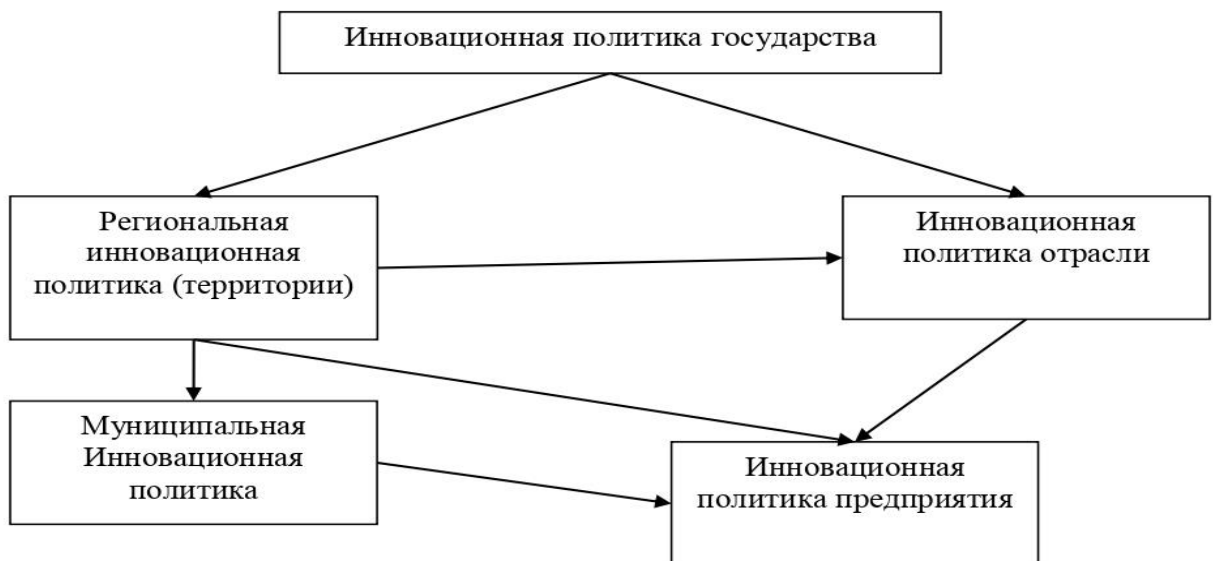 Инновационная политика государства
Региональная
инновационная
политика (территории)
Инновационная
политика отрасли
Муниципальная
Инновационная
политика
Инновационная
политика предприятия